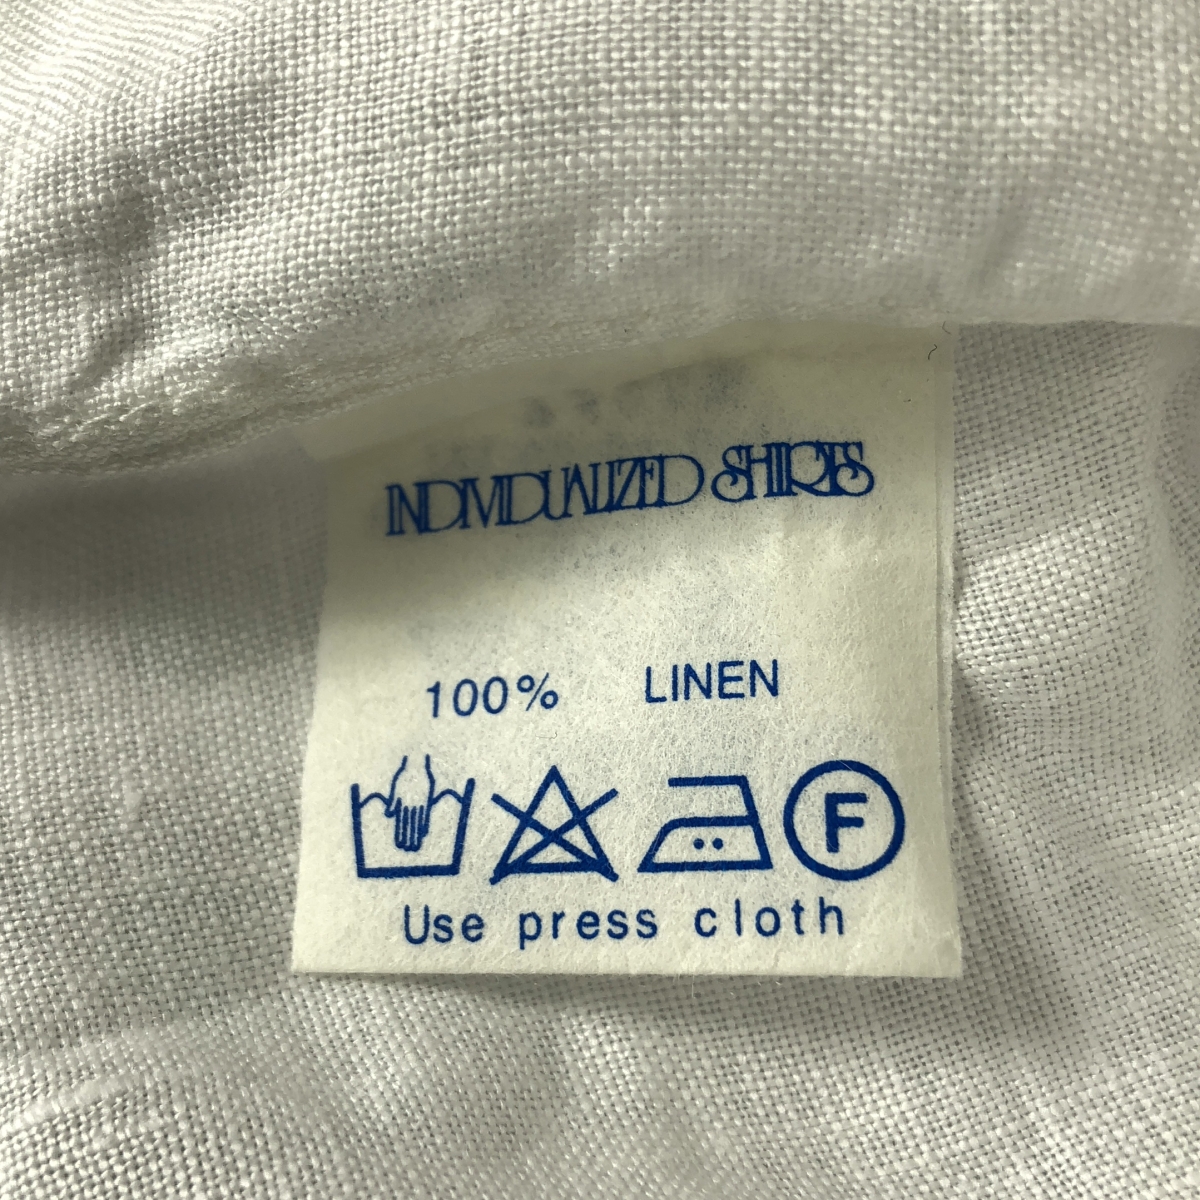 INDIVIDUALIZED SHIRTS
100% LINEN
F
Use press cloth